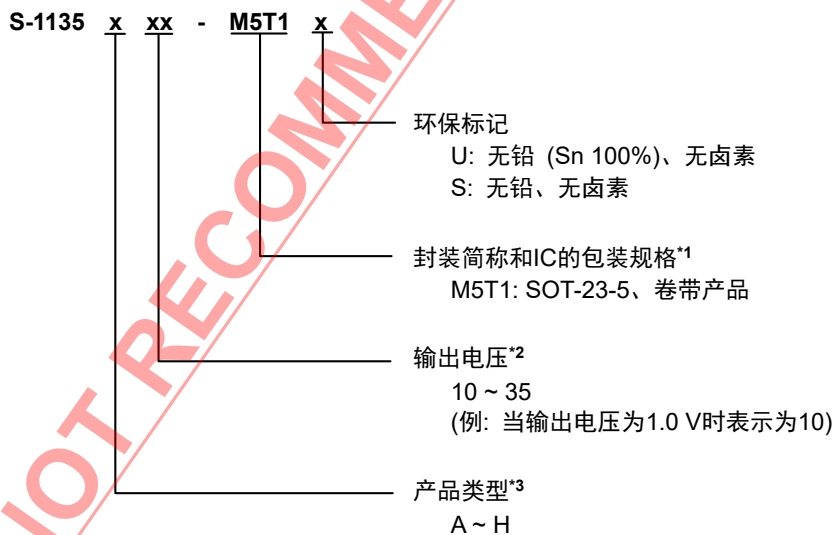 S-1135 x xx - M5T1 x
环保标记
U: 无铅 (Sn 100%)、无卤素
S: 无铅、无卤素
封装简称和IC的包装规格*1
M5T1: SOT-23-5、卷带产品
输出电压*2
10 ~ 35
(例: 当输出电压为1.0 V时表示为10)
产品类型*3
A ~ H
NOT RECOMME